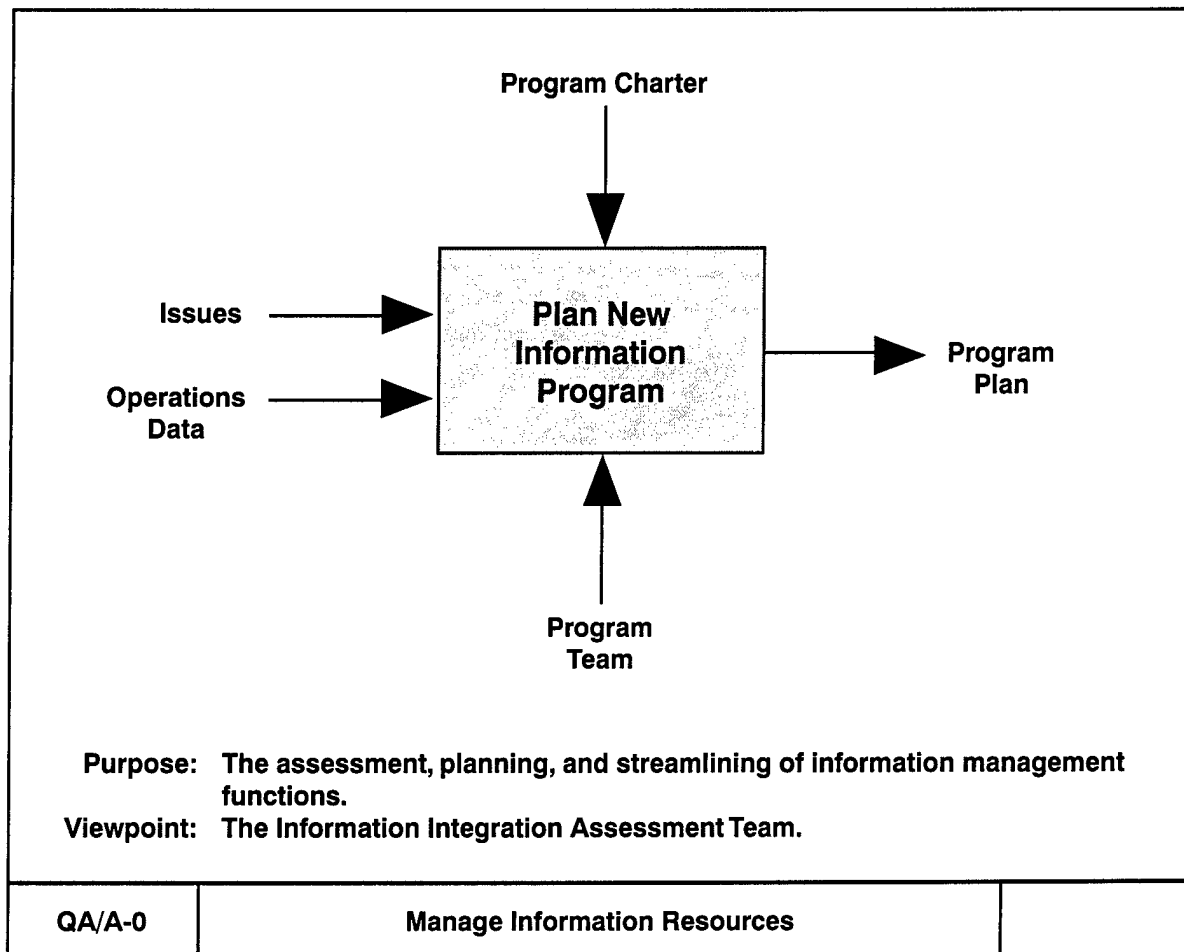 Program Charter
Issues
Operations
Data
Plan New
Information
Program
Program
Plan
Program
Team
Purpose: The assessment, planning, and streamlining of information management
functions.
Viewpoint: The Information Integration Assessment Team.
QA/A-0 Manage Information Resources